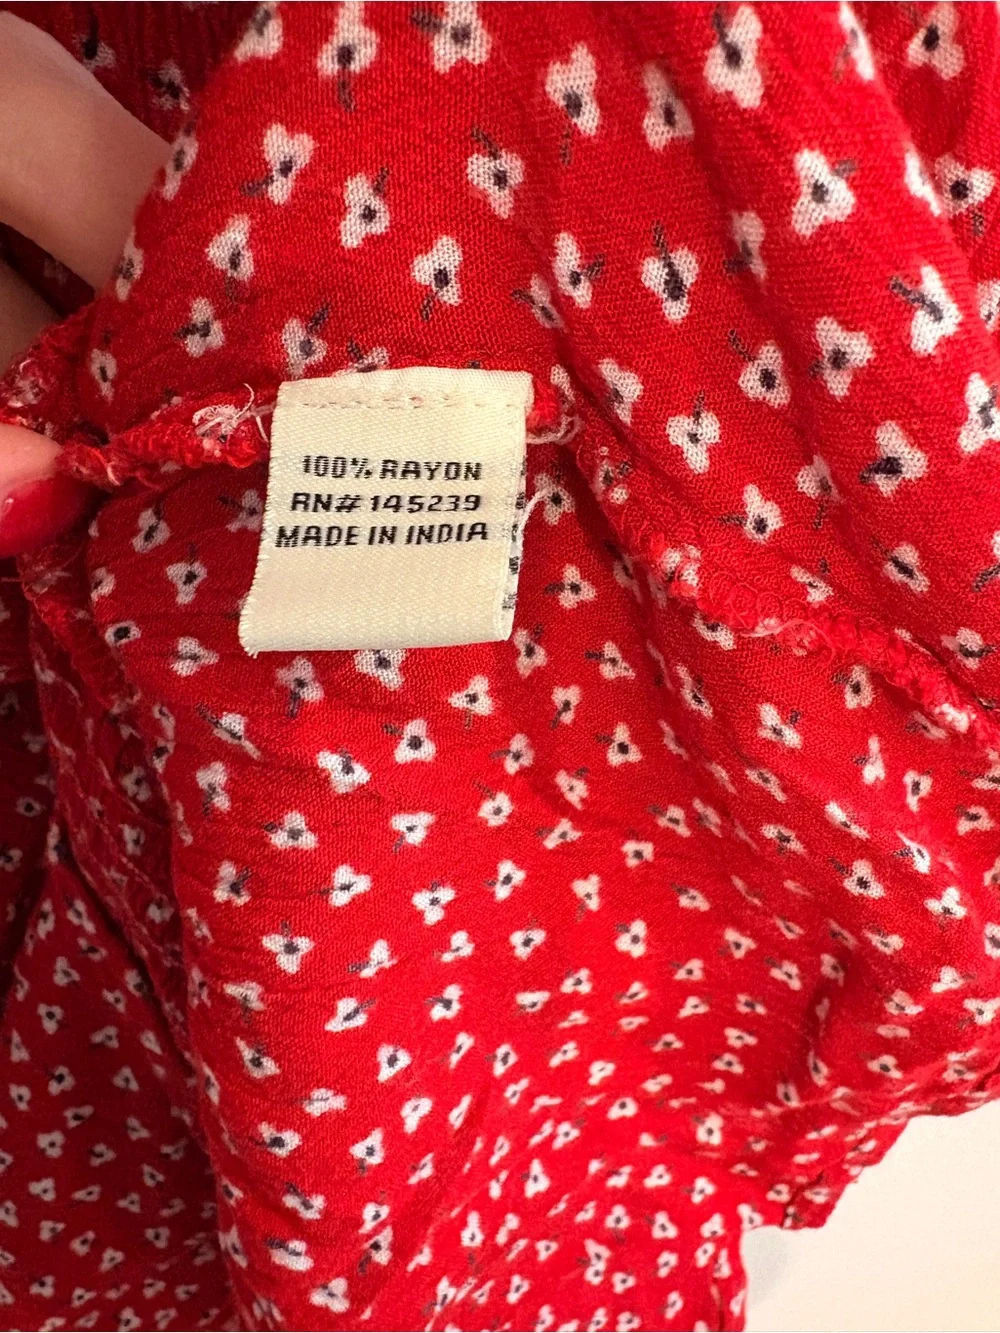 100% RAYON
RN# 145239
MADE IN INDIA